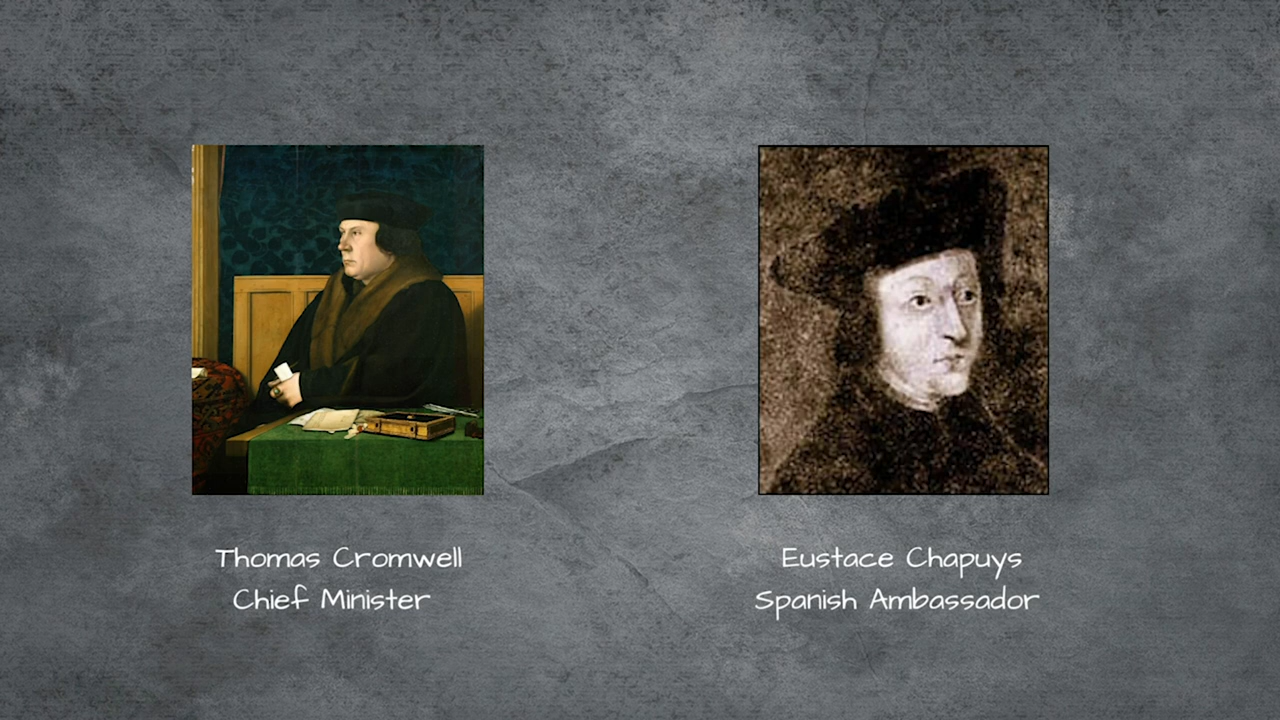 Thomas Cromwell
Chief Minister
Eustace Chapuys
Spanish Ambassador